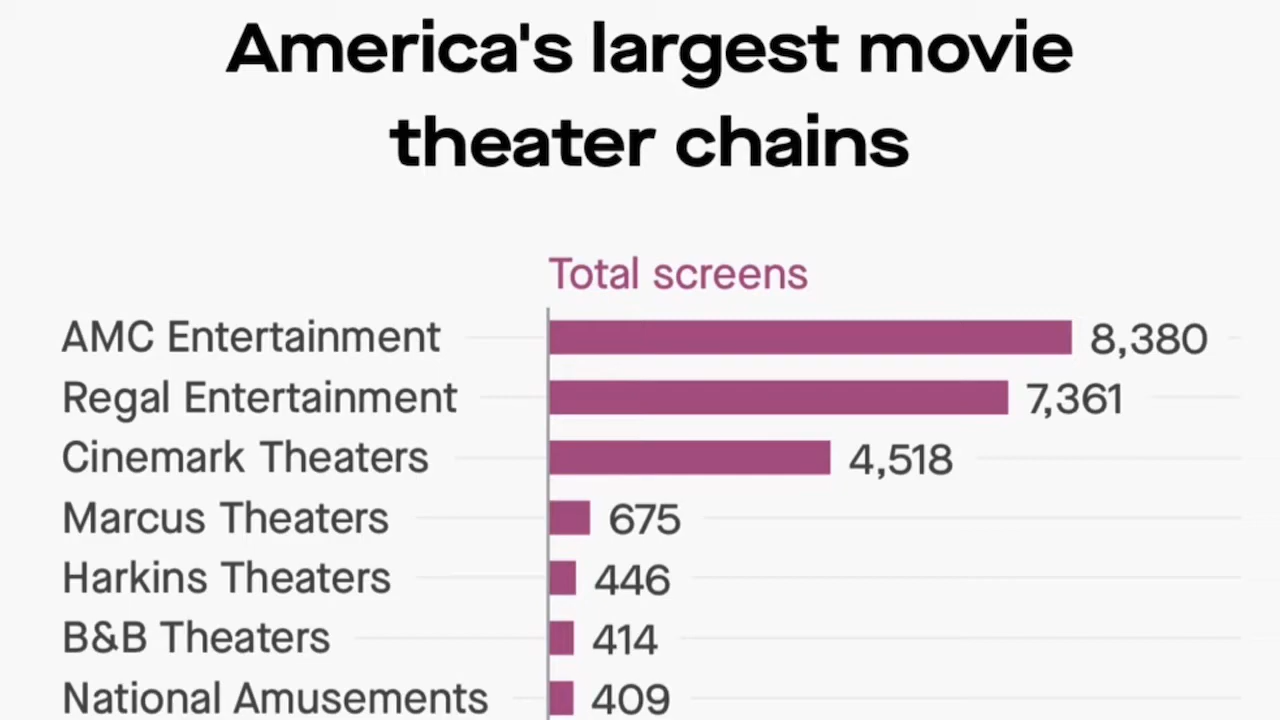 America's largest movie
theater chains
Total screens
AMC Entertainment 8,380
Regal Entertainment 7,361
Cinemark Theaters 4,518
Marcus Theaters 675
Harkins Theaters 446
B&B Theaters 414
National Amusements 409